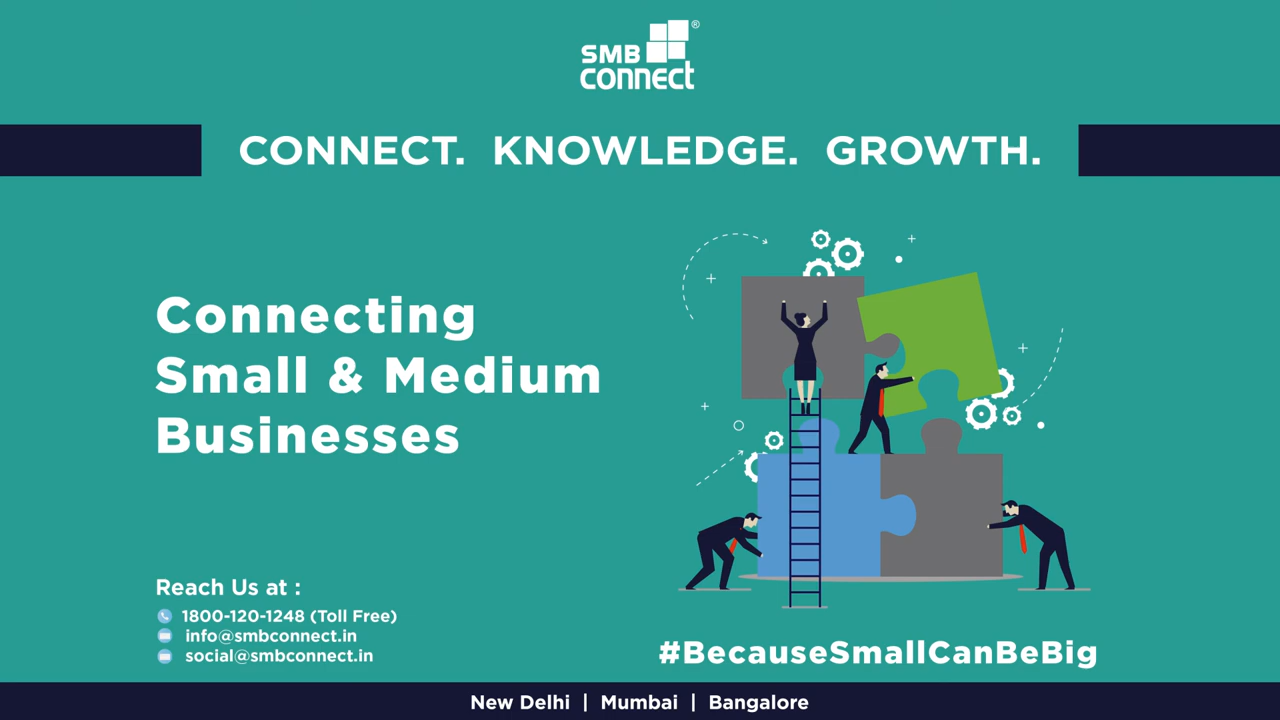 SMB
connect
®
CONNECT. KNOWLEDGE. GROWTH.
Connecting
Small & Medium
Businesses
Reach Us at :
1800-120-1248 (Toll Free)
info@smbconnect.in
social@smbconnect.in
#BecauseSmallCanBeBig
New Delhi | Mumbai | Bangalore